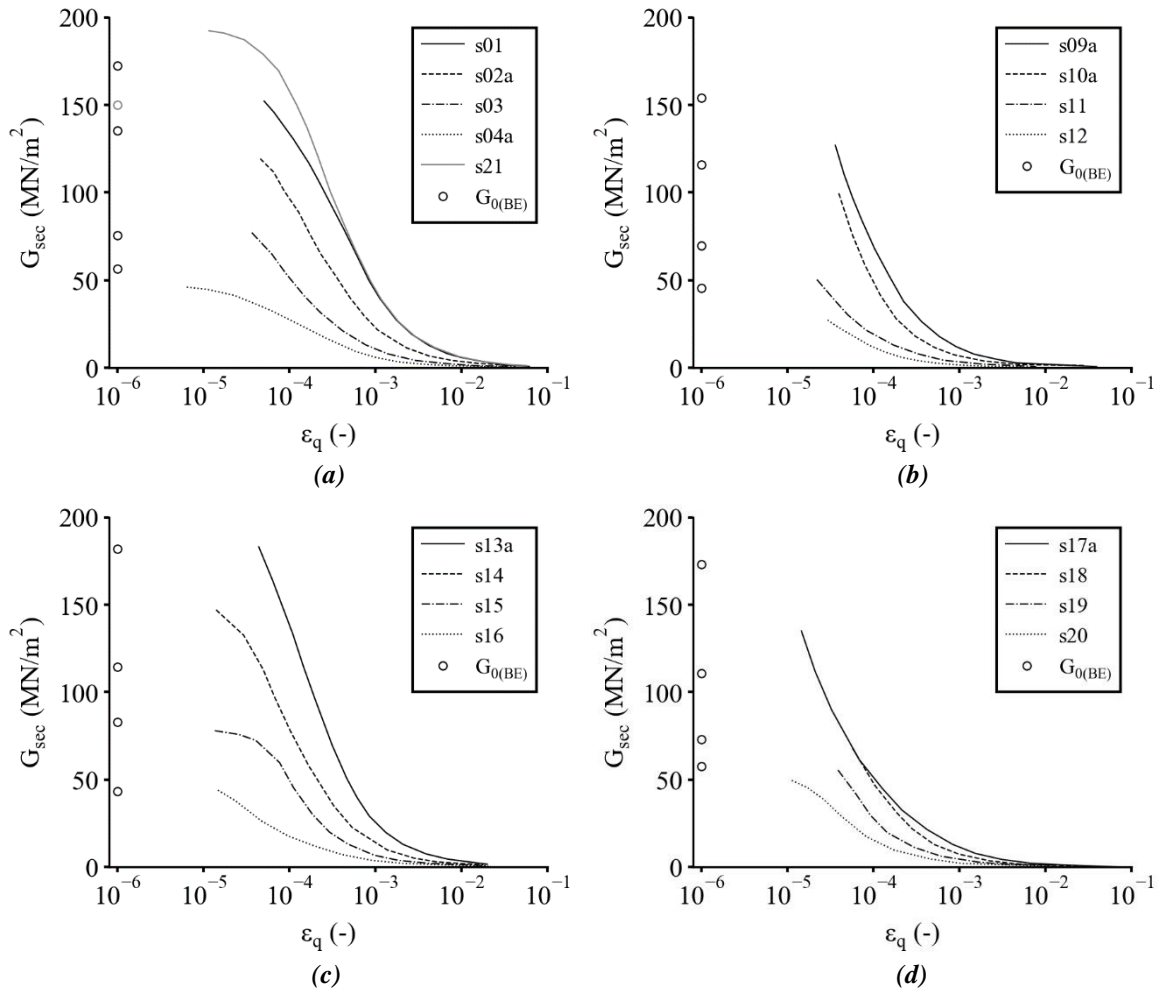 200
150
100
50
0
G_sec (MN/m²)
s01
s02a
s03
s04a
s21
G_0(BE)
10⁻⁶ 10⁻⁵ 10⁻⁴ 10⁻³ 10⁻² 10⁻¹
ε_q (-)
(a)
200
150
100
50
0
G_sec (MN/m²)
s09a
s10a
s11
s12
G_0(BE)
10⁻⁶ 10⁻⁵ 10⁻⁴ 10⁻³ 10⁻² 10⁻¹
ε_q (-)
(b)
200
150
100
50
0
G_sec (MN/m²)
s13a
s14
s15
s16
G_0(BE)
10⁻⁶ 10⁻⁵ 10⁻⁴ 10⁻³ 10⁻² 10⁻¹
ε_q (-)
(c)
200
150
100
50
0
G_sec (MN/m²)
s17a
s18
s19
s20
G_0(BE)
10⁻⁶ 10⁻⁵ 10⁻⁴ 10⁻³ 10⁻² 10⁻¹
ε_q (-)
(d)